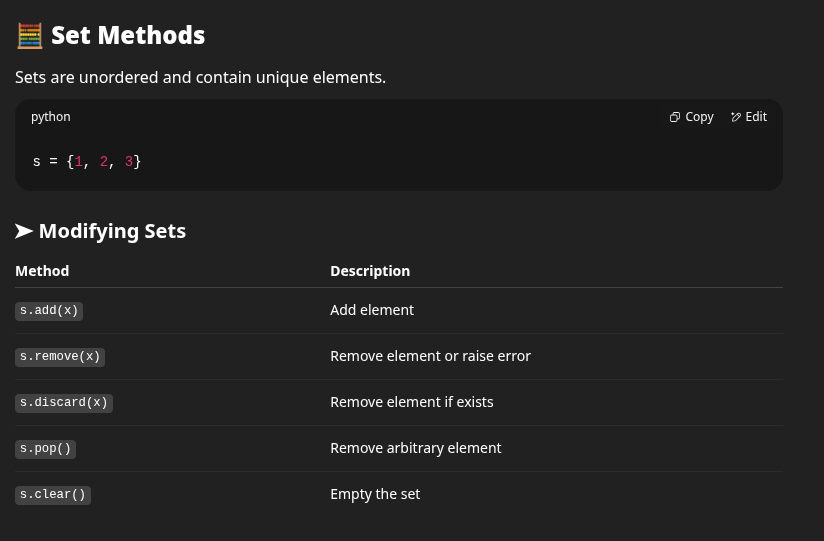 🧮 Set Methods
Sets are unordered and contain unique elements.
python Copy Edit
s = {1, 2, 3}
➤ Modifying Sets
Method Description
s.add(x) Add element
s.remove(x) Remove element or raise error
s.discard(x) Remove element if exists
s.pop() Remove arbitrary element
s.clear() Empty the set